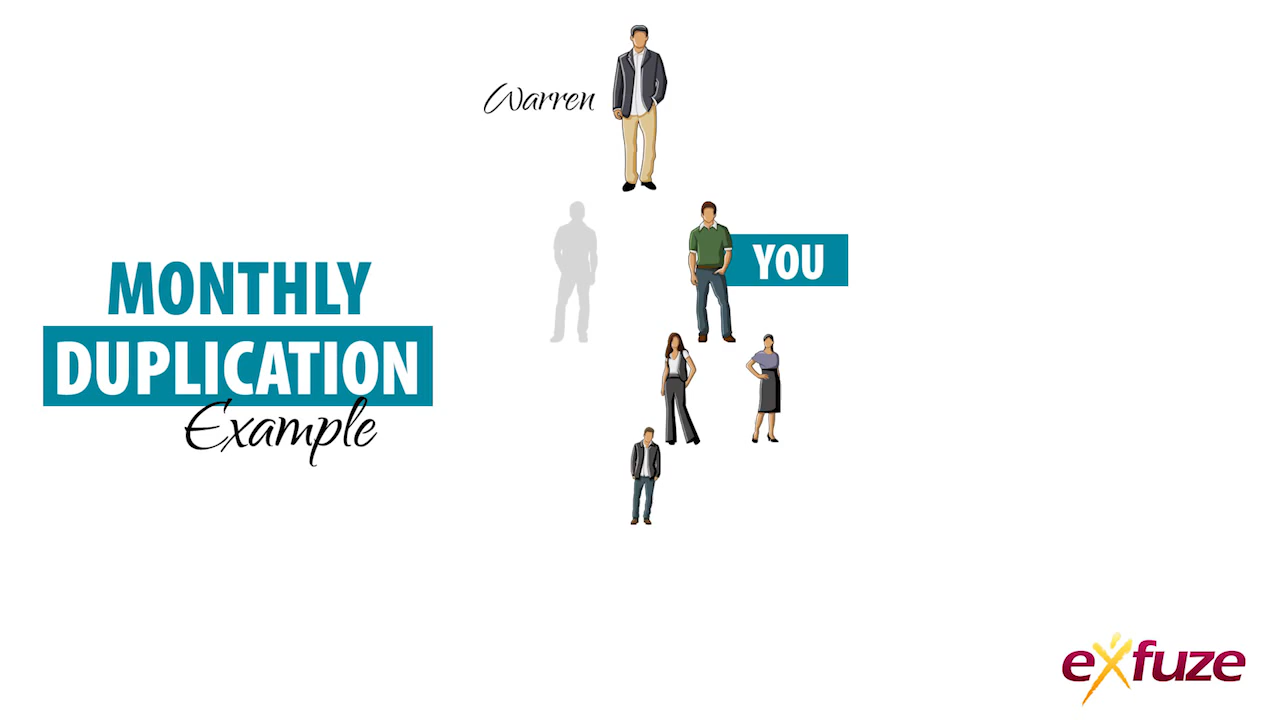 Warren
YOU
MONTHLY
DUPLICATION
Example
exfuze